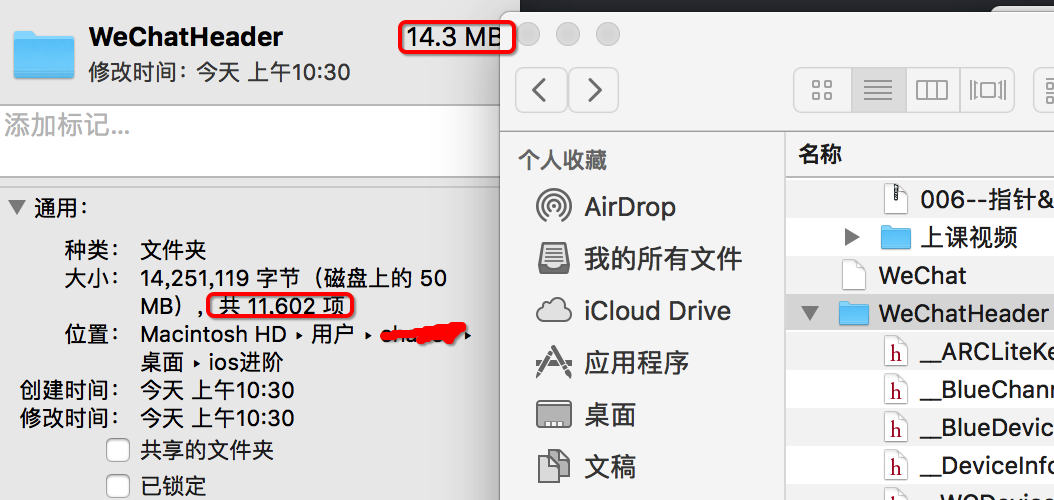 WeChatHeader
14.3 MB
修改时间：今天 上午10:30
添加标记...
通用：
种类： 文件夹
大小： 14,251,119 字节（磁盘上的 50
MB），共 11,602 项
位置： Macintosh HD ▸ 用户 ▸ ▸
桌面 ▸ ios进阶
创建时间：今天 上午10:30
修改时间：今天 上午10:30
共享的文件夹
已锁定
个人收藏
AirDrop
我的所有文件
iCloud Drive
应用程序
桌面
文稿
名称
006--指针&
上课视频
WeChat
WeChatHeader
__ARCLiteKe
__BlueChann
__BlueDevic
__DeviceInfo